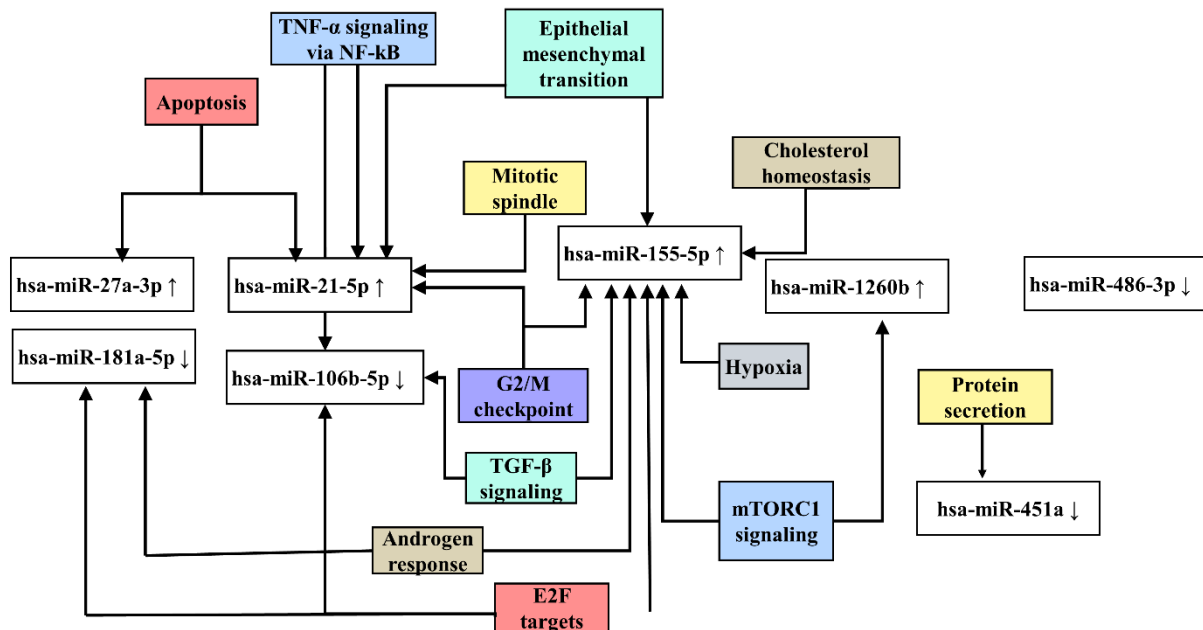 TNF-α signaling
via NF-kB
Epithelial
mesenchymal
transition
Apoptosis
Cholesterol
homeostasis
Mitotic
spindle
hsa-miR-155-5p ↑
hsa-miR-27a-3p ↑
hsa-miR-21-5p ↑
hsa-miR-1260b ↑
hsa-miR-486-3p ↓
hsa-miR-181a-5p ↓
hsa-miR-106b-5p ↓
G2/M
checkpoint
Hypoxia
Protein
secretion
TGF-β
signaling
mTORC1
signaling
hsa-miR-451a ↓
Androgen
response
E2F
targets